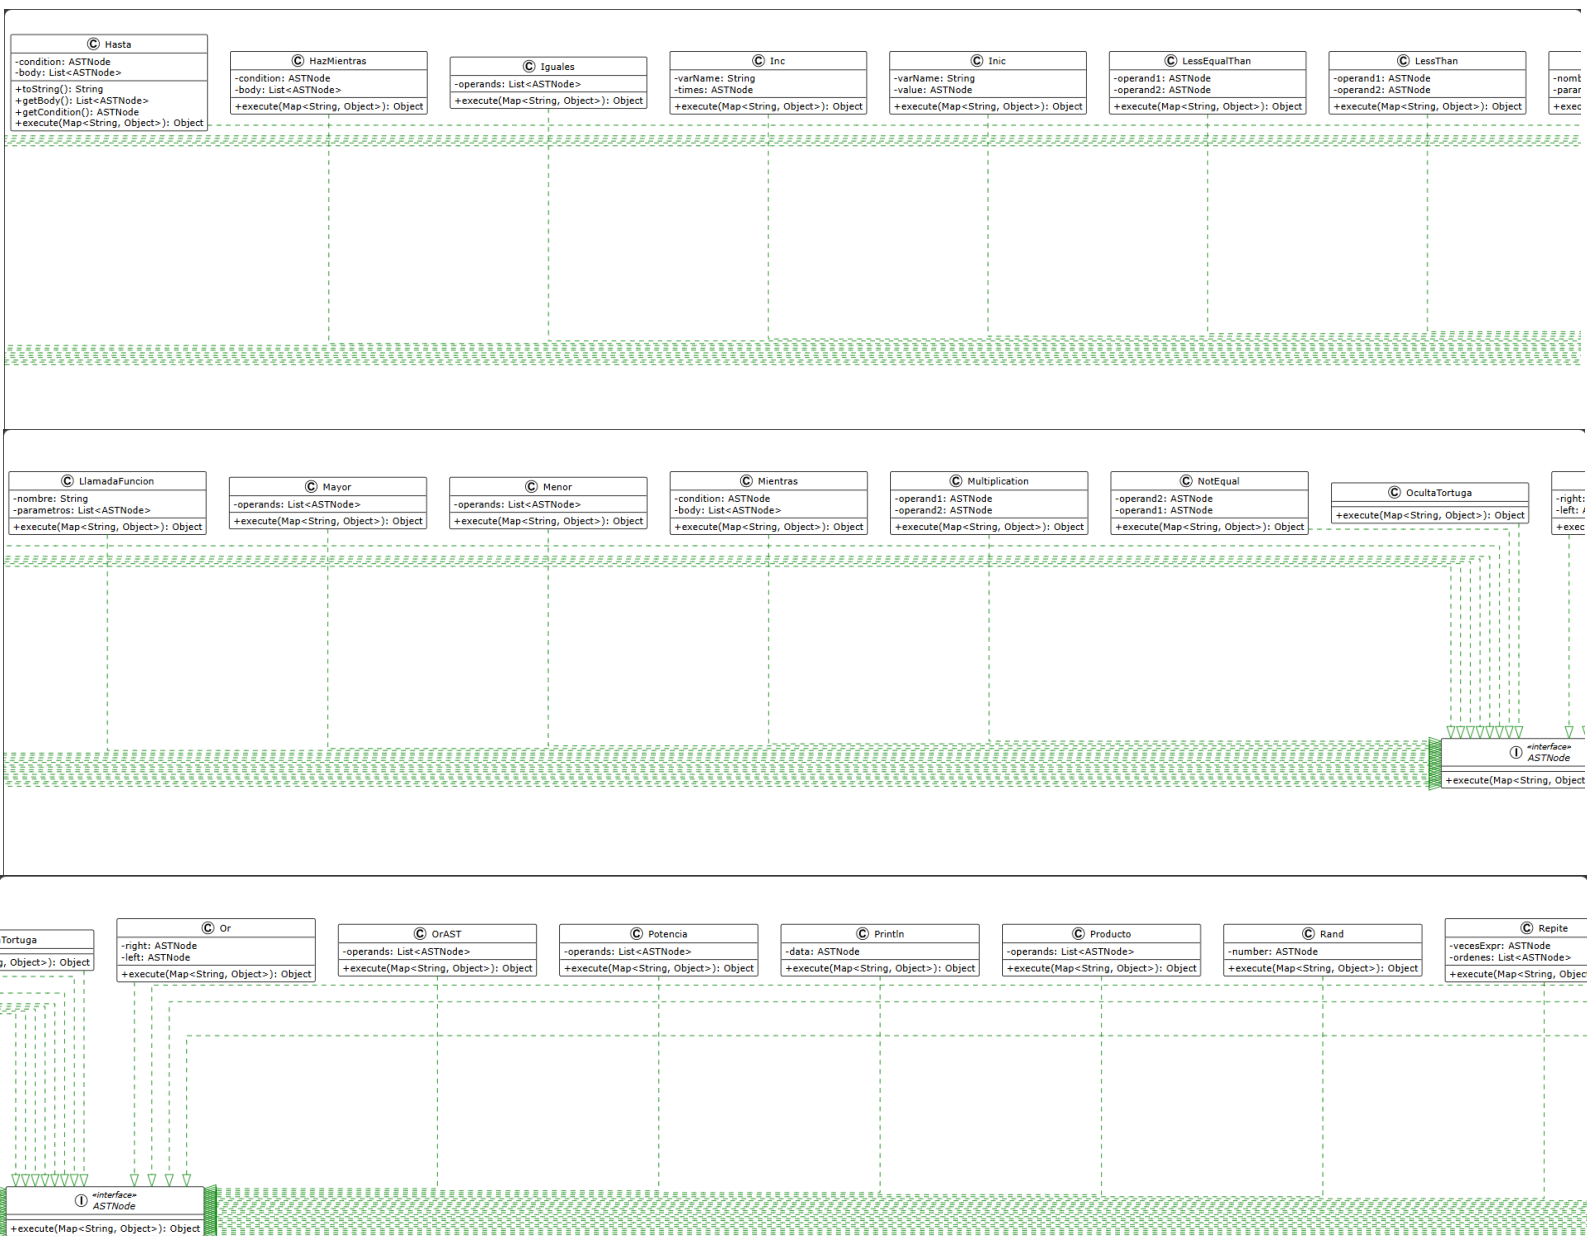 C Hasta
-condition: ASTNode
-body: List<ASTNode>
+toString(): String
+getBody(): List<ASTNode>
+getCondition(): ASTNode
+execute(Map<String, Object>): Object
C HazMientras
-condition: ASTNode
-body: List<ASTNode>
+execute(Map<String, Object>): Object
C Iguales
-operands: List<ASTNode>
+execute(Map<String, Object>): Object
C Inc
-varName: String
-times: ASTNode
+execute(Map<String, Object>): Object
C Inic
-varName: String
-value: ASTNode
+execute(Map<String, Object>): Object
C LessEqualThan
-operand1: ASTNode
-operand2: ASTNode
+execute(Map<String, Object>): Object
C LessThan
-operand1: ASTNode
-operand2: ASTNode
+execute(Map<String, Object>): Object
-nomb
-parar
+exec
C LlamadaFuncion
-nombre: String
-parametros: List<ASTNode>
+execute(Map<String, Object>): Object
C Mayor
-operands: List<ASTNode>
+execute(Map<String, Object>): Object
C Menor
-operands: List<ASTNode>
+execute(Map<String, Object>): Object
C Mientras
-condition: ASTNode
-body: List<ASTNode>
+execute(Map<String, Object>): Object
C Multiplication
-operand1: ASTNode
-operand2: ASTNode
+execute(Map<String, Object>): Object
C NotEqual
-operand2: ASTNode
-operand1: ASTNode
+execute(Map<String, Object>): Object
C OcultaTortuga
+execute(Map<String, Object>): Object
-right:
-left:
+exec
I «interface»
ASTNode
+execute(Map<String, Object
Tortuga
g, Object>): Object
C Or
-right: ASTNode
-left: ASTNode
+execute(Map<String, Object>): Object
C OrAST
-operands: List<ASTNode>
+execute(Map<String, Object>): Object
C Potencia
-operands: List<ASTNode>
+execute(Map<String, Object>): Object
C Println
-data: ASTNode
+execute(Map<String, Object>): Object
C Producto
-operands: List<ASTNode>
+execute(Map<String, Object>): Object
C Rand
-number: ASTNode
+execute(Map<String, Object>): Object
C Repite
-vecesExpr: ASTNode
-ordenes: List<ASTNode>
+execute(Map<String, Object
I «interface»
ASTNode
+execute(Map<String, Object>): Object